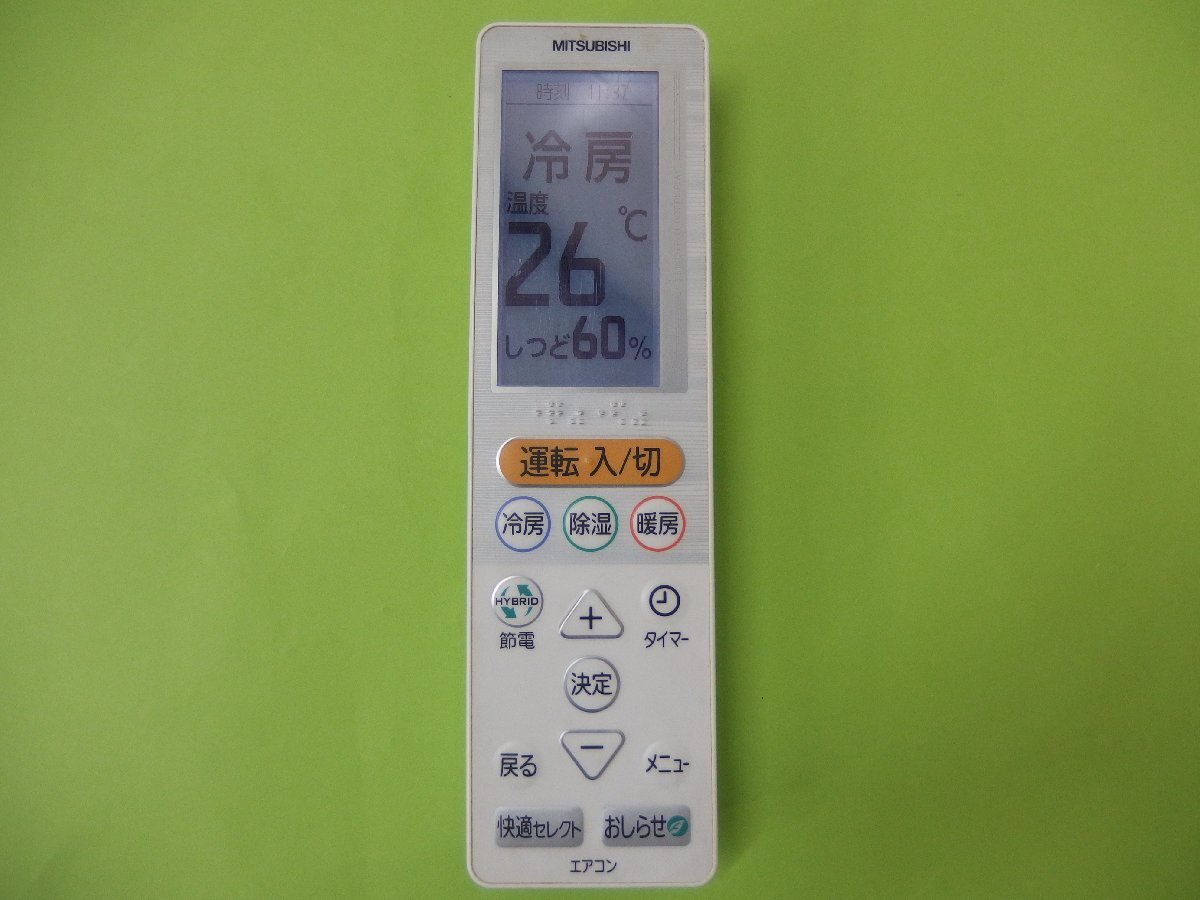 MITSUBISHI
時刻 11:37
冷房
温度
26℃
しつど60%
運転 入/切
冷房 除湿 暖房
HYBRID
+
節電 タイマー
決定
−
戻る メニュー
快適セレクト おしらせ
エアコン